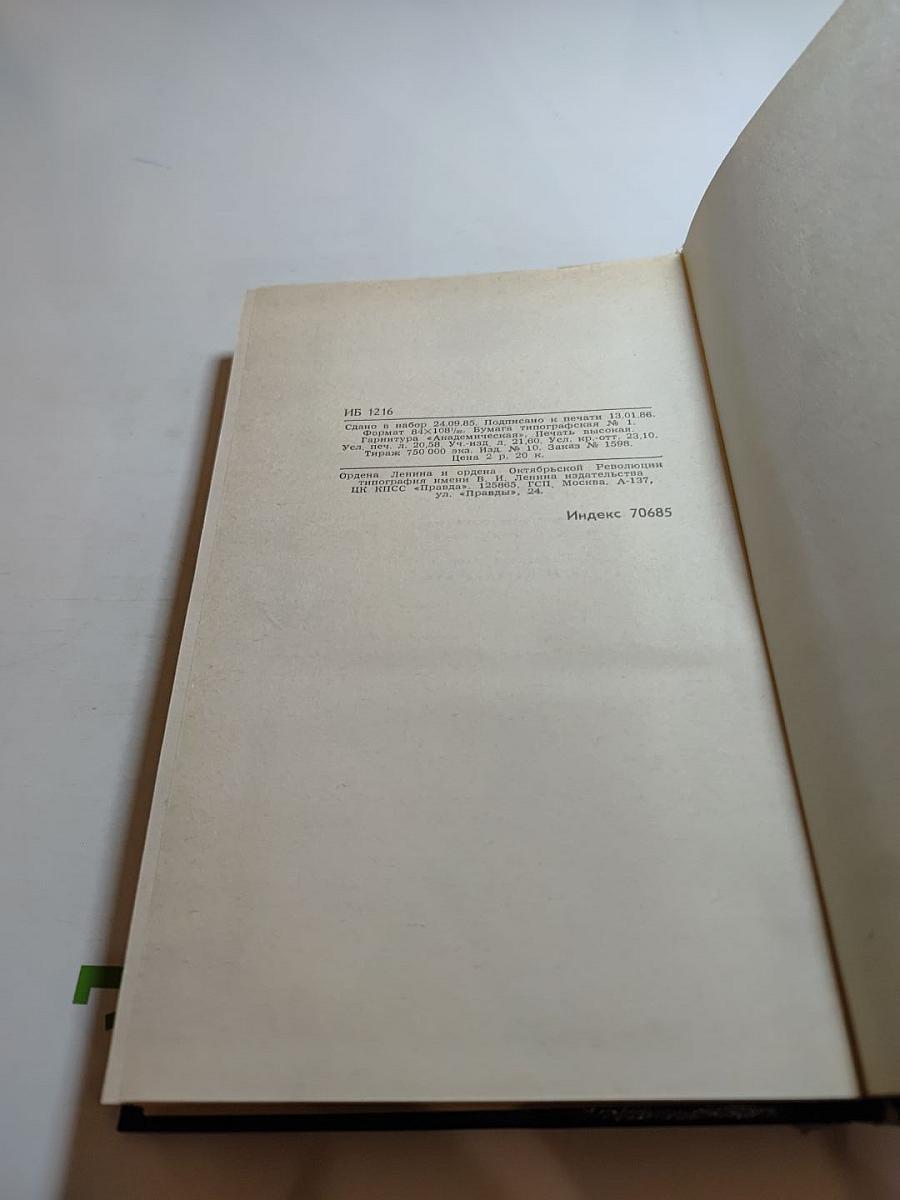 ИБ 1216
Сдано в набор 24.09.85. Подписано к печати 13.01.86.
Формат 84×108¹/₃₂. Бумага типографская № 1.
Гарнитура «Академическая». Печать высокая.
Усл. печ. л. 20,58. Уч.-изд. л. 21,60. Усл. кр.-отт. 23,10.
Тираж 750 000 экз. Изд. № 10. Заказ № 1598.
Цена 2 р. 20 к.
Ордена Ленина и ордена Октябрьской Революции
типография имени В. И. Ленина издательства
ЦК КПСС «Правда». 125865, ГСП, Москва, А-137,
ул. «Правды», 24.
Индекс 70685